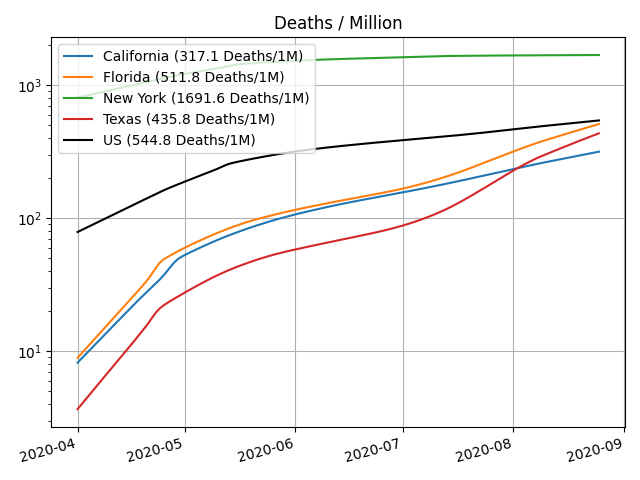 Deaths / Million
California (317.1 Deaths/1M)
Florida (511.8 Deaths/1M)
New York (1691.6 Deaths/1M)
Texas (435.8 Deaths/1M)
US (544.8 Deaths/1M)
10³
10²
10¹
2020-04
2020-05
2020-06
2020-07
2020-08
2020-09